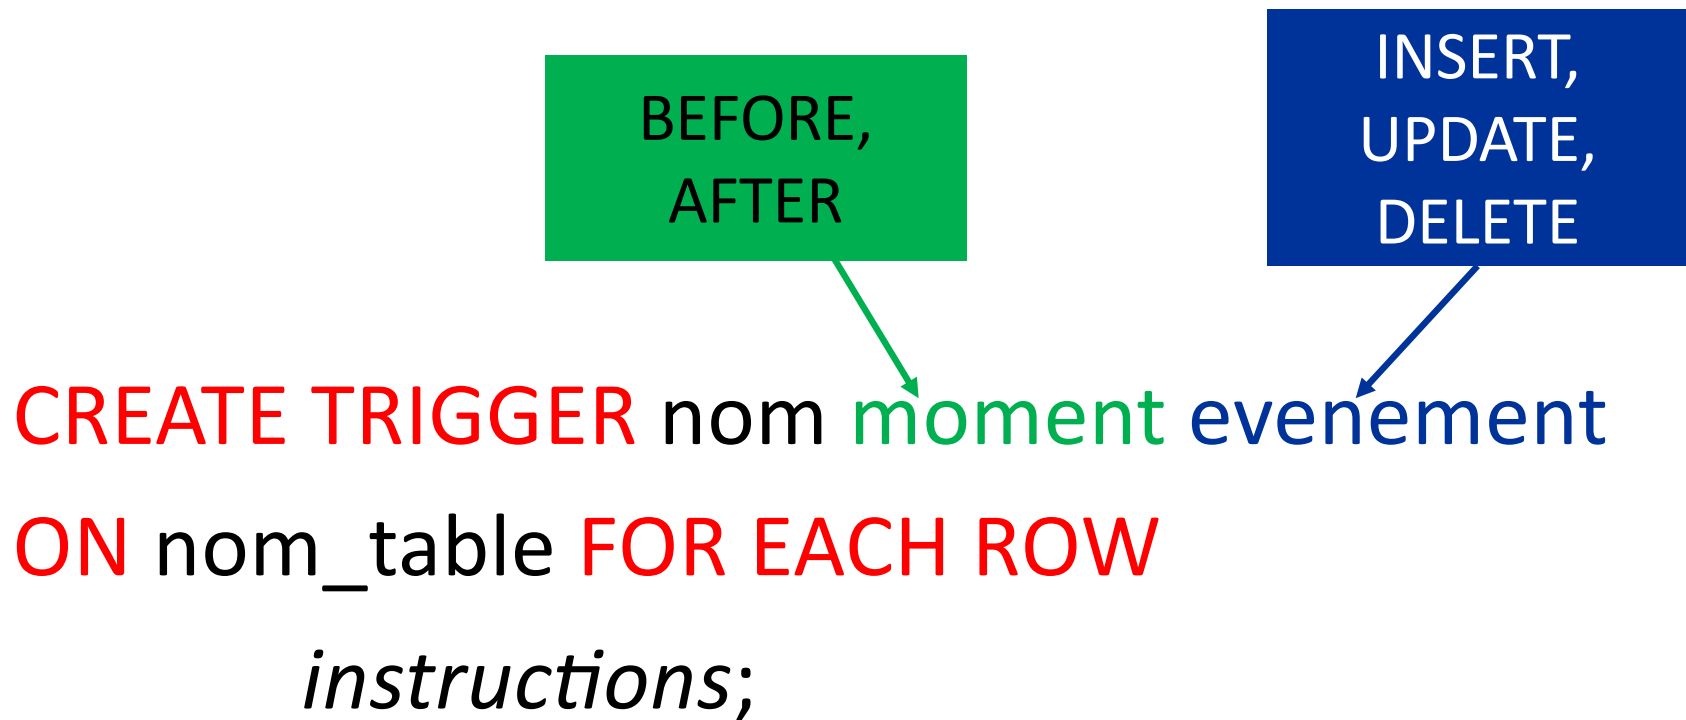 BEFORE,
AFTER
INSERT,
UPDATE,
DELETE
CREATE TRIGGER nom moment evenement
ON nom_table FOR EACH ROW
instructions;